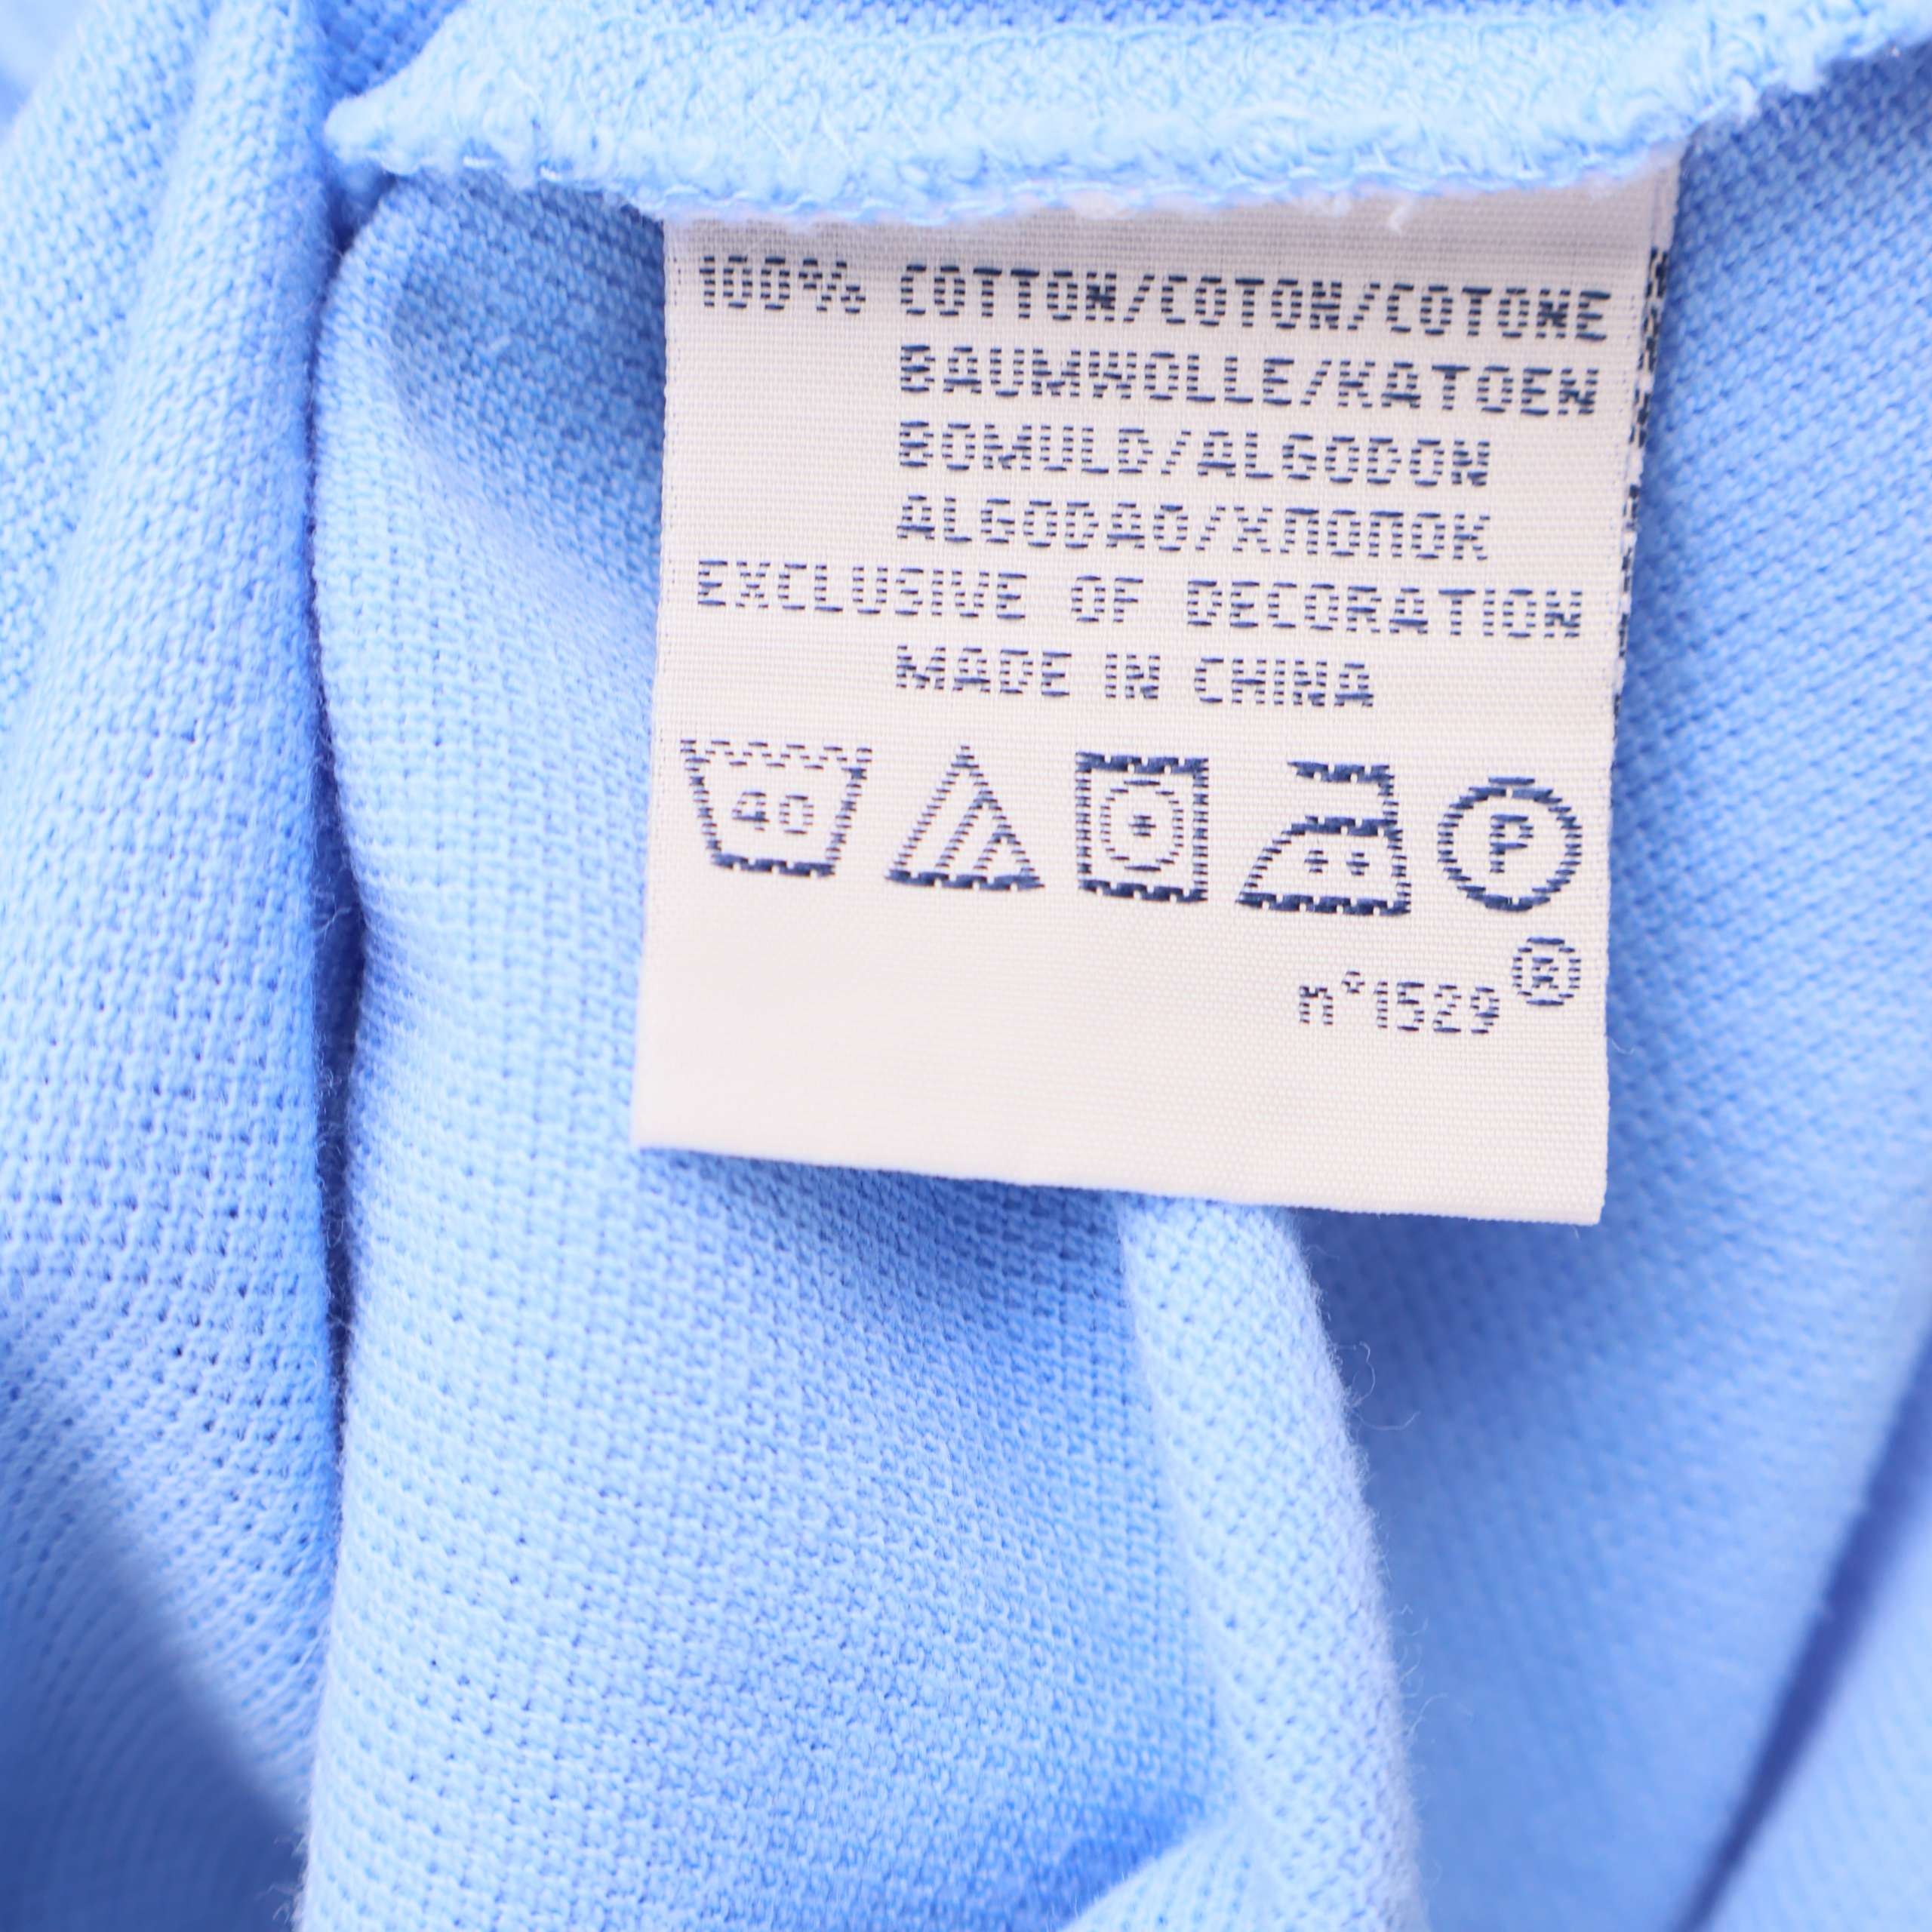 100% COTTON/COTON/COTONE
BAUMWOLLE/KATOEN
BOMULD/ALGODON
ALGODAO/ХЛОПОК
EXCLUSIVE OF DECORATION
MADE IN CHINA
40 P
n°1529®